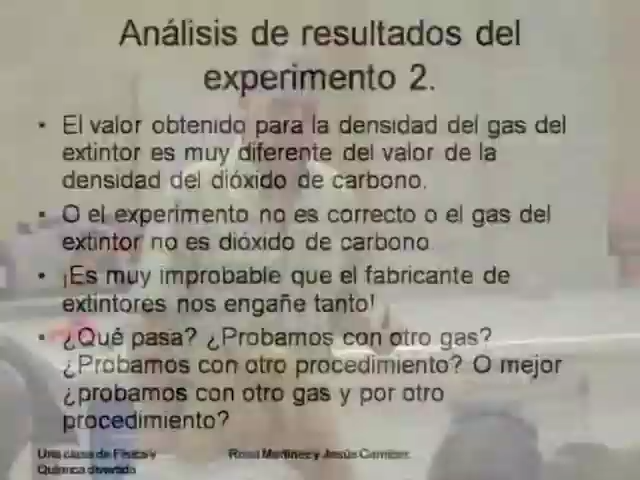 Análisis de resultados del
experimento 2.
• El valor obtenido para la densidad del gas del
extintor es muy diferente del valor de la
densidad del dióxido de carbono.
• O el experimento no es correcto o el gas del
extintor no es dióxido de carbono
• ¡Es muy improbable que el fabricante de
extintores nos engañe tanto!
• ¿Qué pasa? ¿Probamos con otro gas?
¿Probamos con otro procedimiento? O mejor
¿probamos con otro gas y por otro
procedimiento?
Una clase de Física y
Química divertida
Rosa Martínez y Jesús